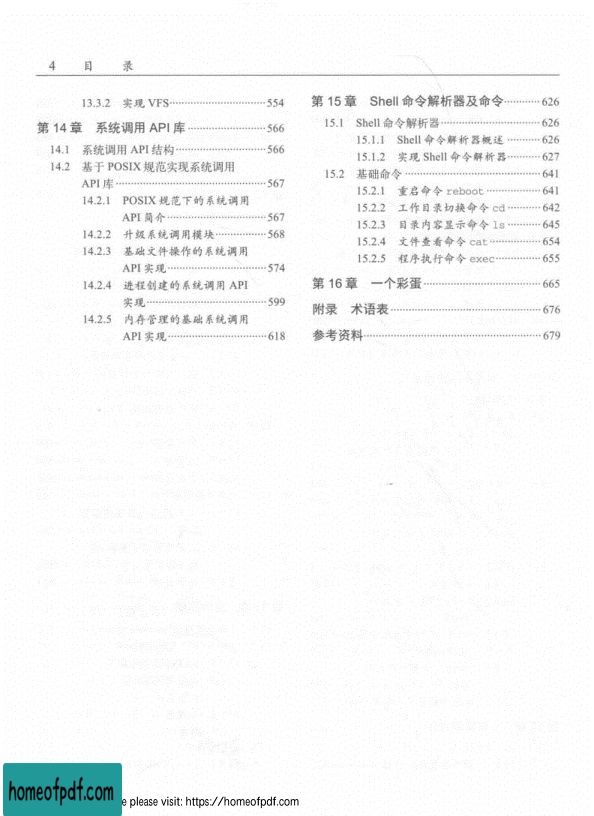 4 目 录
13.3.2 实现 VFS……………………554
第 14 章 系统调用 API 库……………………566
14.1 系统调用 API 结构……………………566
14.2 基于 POSIX 规范实现系统调用
API 库……………………567
14.2.1 POSIX 规范下的系统调用
API 简介……………………567
14.2.2 升级系统调用模块……………………568
14.2.3 基础文件操作的系统调用
API 实现……………………574
14.2.4 进程创建的系统调用 API
实现……………………599
14.2.5 内存管理的基础系统调用
API 实现……………………618
第 15 章 Shell 命令解析器及命令…………626
15.1 Shell 命令解析器……………………626
15.1.1 Shell 命令解析器概述…………626
15.1.2 实现 Shell 命令解析器…………627
15.2 基础命令……………………641
15.2.1 重启命令 reboot……………………641
15.2.2 工作目录切换命令 cd…………642
15.2.3 目录内容显示命令 ls…………645
15.2.4 文件查看命令 cat……………………654
15.2.5 程序执行命令 exec…………655
第 16 章 一个彩蛋……………………665
附录 术语表……………………676
参考资料……………………679
homeofpdf.com
e please visit: https://homeofpdf.com